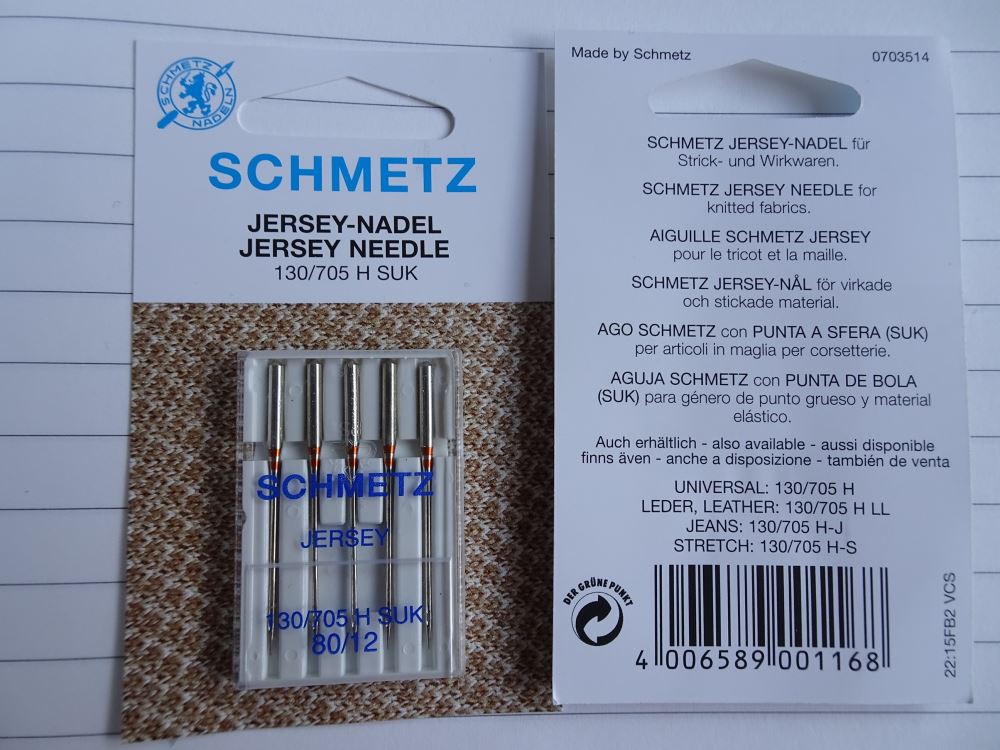 SCHMETZ
NADELN
SCHMETZ
JERSEY-NADEL
JERSEY NEEDLE
130/705 H SUK
SCHMETZ
JERSEY
130/705 H SUK
80/12
Made by Schmetz
0703514
SCHMETZ JERSEY-NADEL für
Strick- und Wirkwaren.
SCHMETZ JERSEY NEEDLE for
knitted fabrics.
AIGUILLE SCHMETZ JERSEY
pour le tricot et la maille.
SCHMETZ JERSEY-NÅL för virkade
och stickade material.
AGO SCHMETZ con PUNTA A SFERA (SUK)
per articoli in maglia per corsetterie.
AGUJA SCHMETZ con PUNTA DE BOLA
(SUK) para género de punto grueso y material
elástico.
Auch erhältlich - also available - aussi disponible
finns även - anche a disposizione - también de venta
UNIVERSAL: 130/705 H
LEDER, LEATHER: 130/705 H LL
JEANS: 130/705 H-J
STRETCH: 130/705 H-S
DER GRÜNE PUNKT
4 006589 001168
22:15FB2 VCS